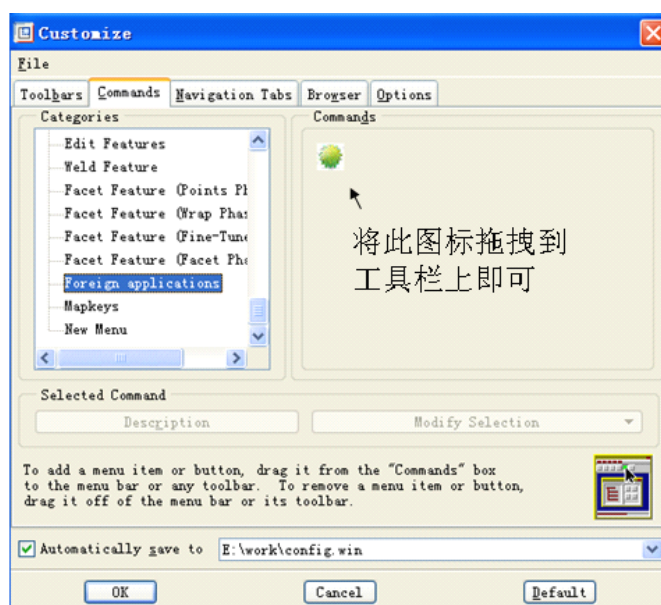 Customize
File
Toolbars Commands Navigation Tabs Browser Options
Categories
Commands
Edit Features
Weld Feature
Facet Feature (Points Ph
Facet Feature (Wrap Phas
Facet Feature (Fine-Tune
Facet Feature (Facet Pha
Foreign applications
Mapkeys
New Menu
将此图标拖拽到
工具栏上即可
Selected Command
Description
Modify Selection
To add a menu item or button, drag it from the "Commands" box
to the menu bar or any toolbar. To remove a menu item or button,
drag it off of the menu bar or its toolbar.
Automatically save to E:\work\config.win
OK Cancel Default